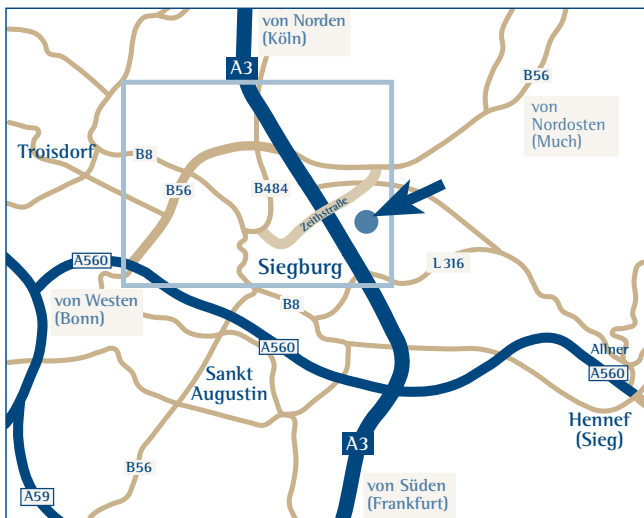 von Norden
(Köln)
A3
B56
von
Nordosten
(Much)
Troisdorf
B8
B56
B484
Zeithstraße
A560
Siegburg
L 316
von Westen
(Bonn)
B8
A560
Allner
A560
Sankt
Augustin
Hennef
(Sieg)
A3
B56
von Süden
(Frankfurt)
A59